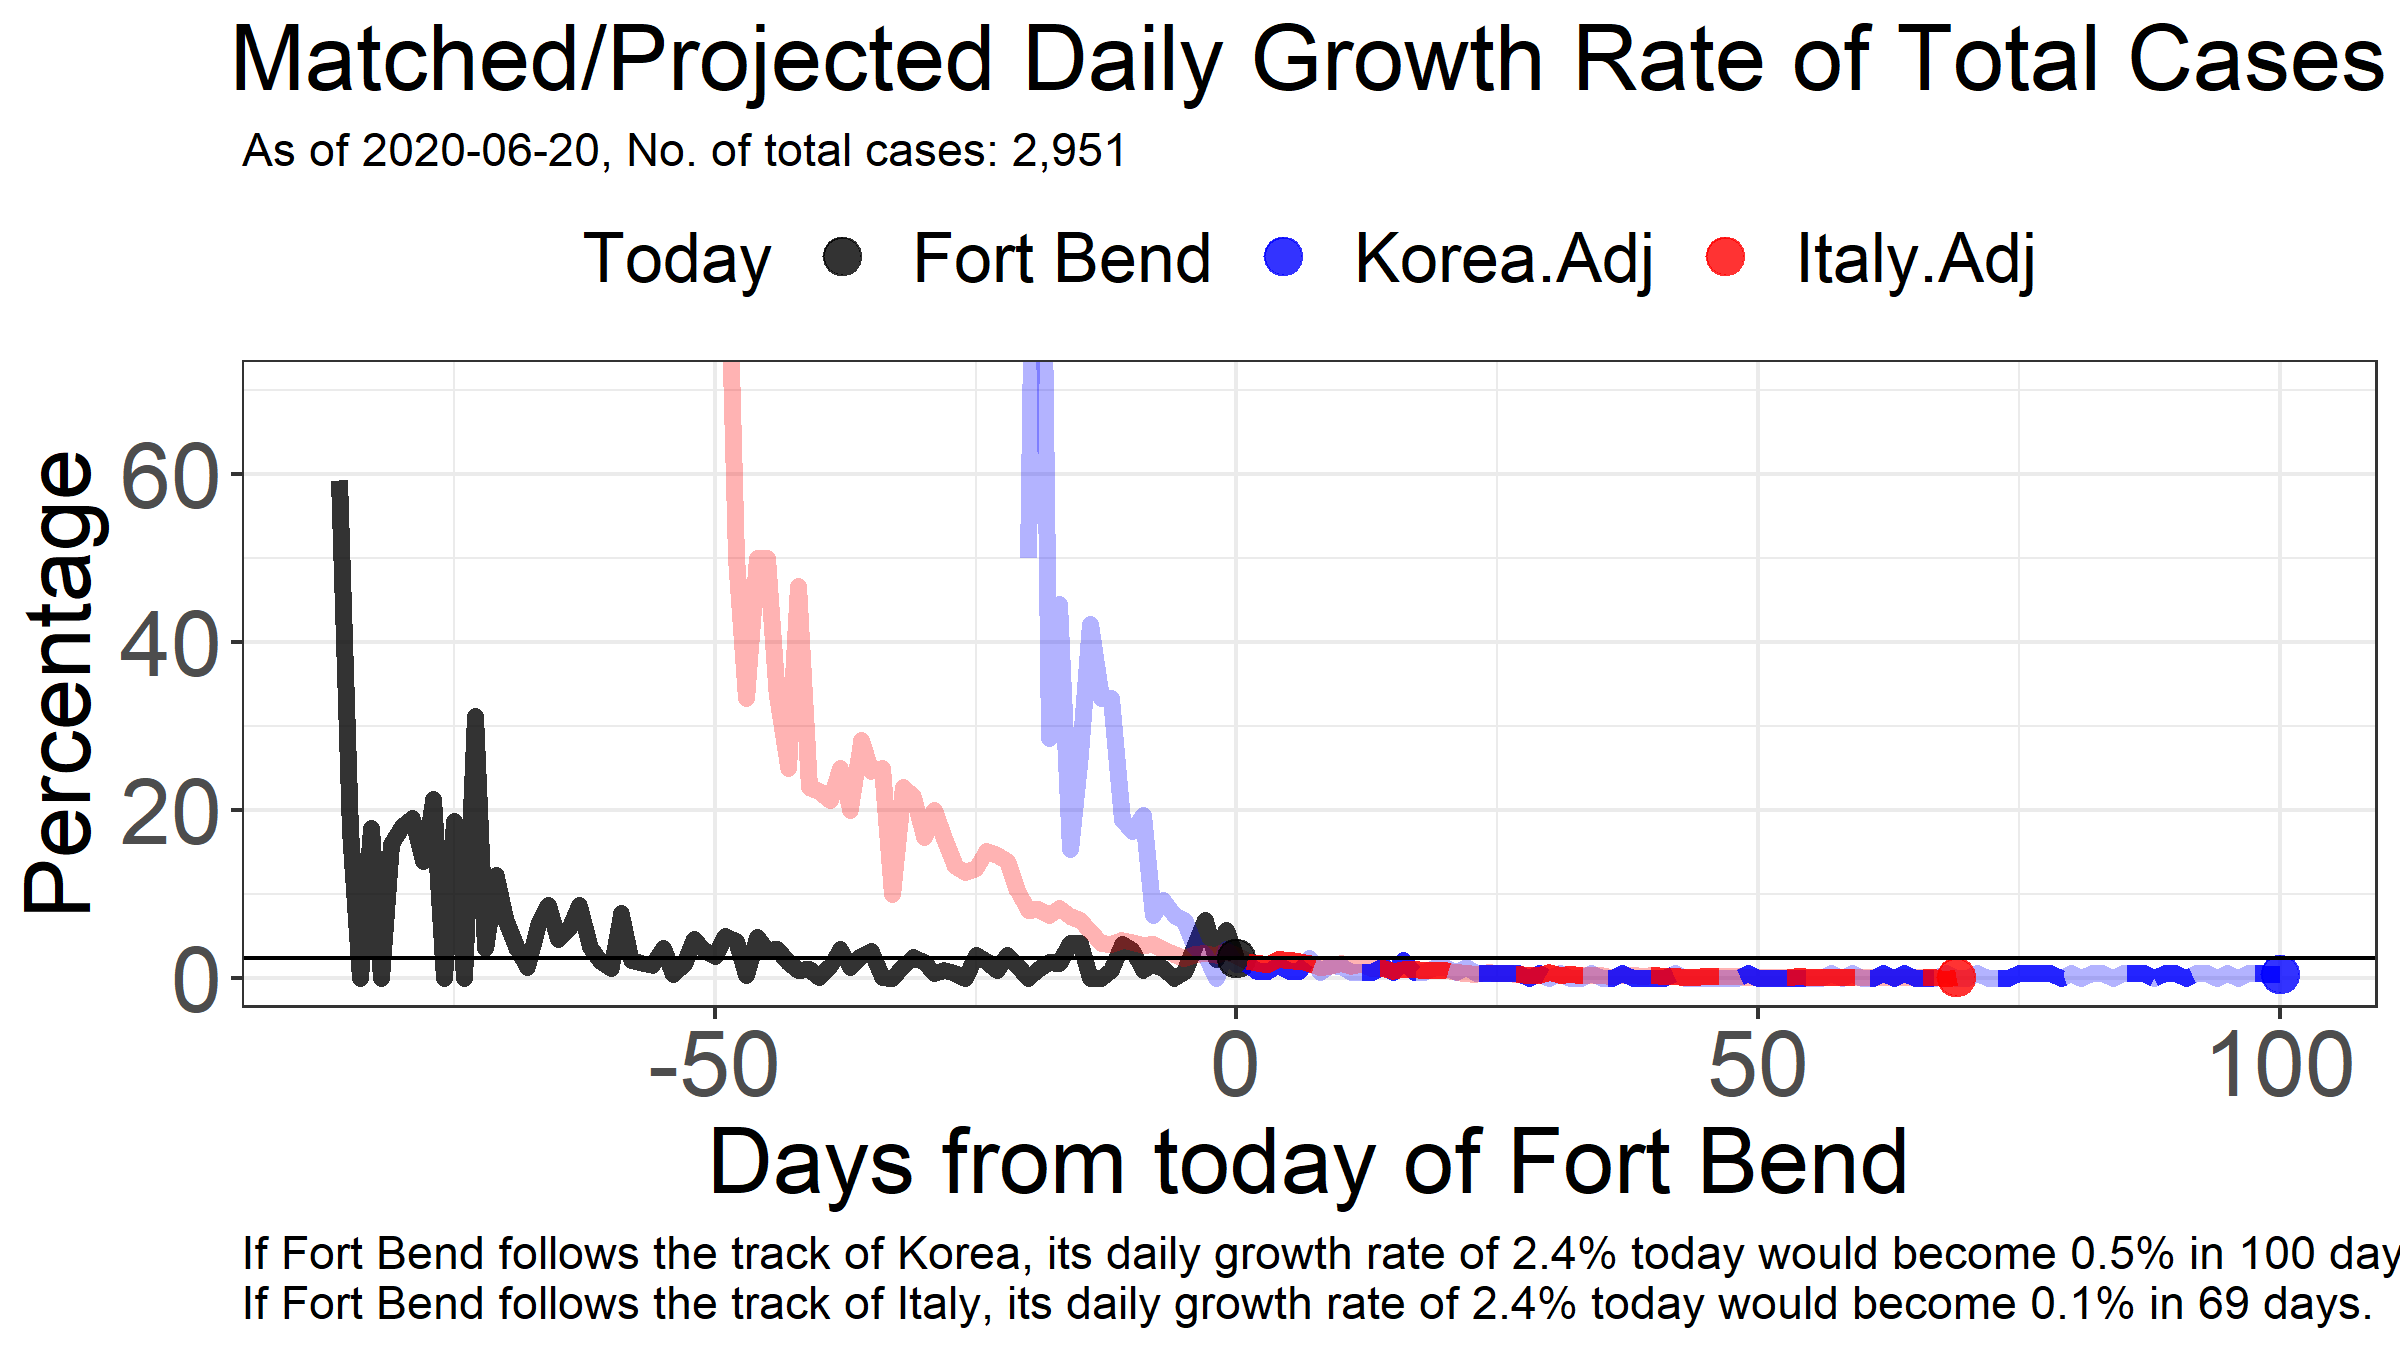 Matched/Projected Daily Growth Rate of Total Cases
As of 2020-06-20, No. of total cases: 2,951
Today Fort Bend Korea.Adj Italy.Adj
Percentage
60
40
20
0
-50 0 50 100
Days from today of Fort Bend
If Fort Bend follows the track of Korea, its daily growth rate of 2.4% today would become 0.5% in 100 day
If Fort Bend follows the track of Italy, its daily growth rate of 2.4% today would become 0.1% in 69 days.